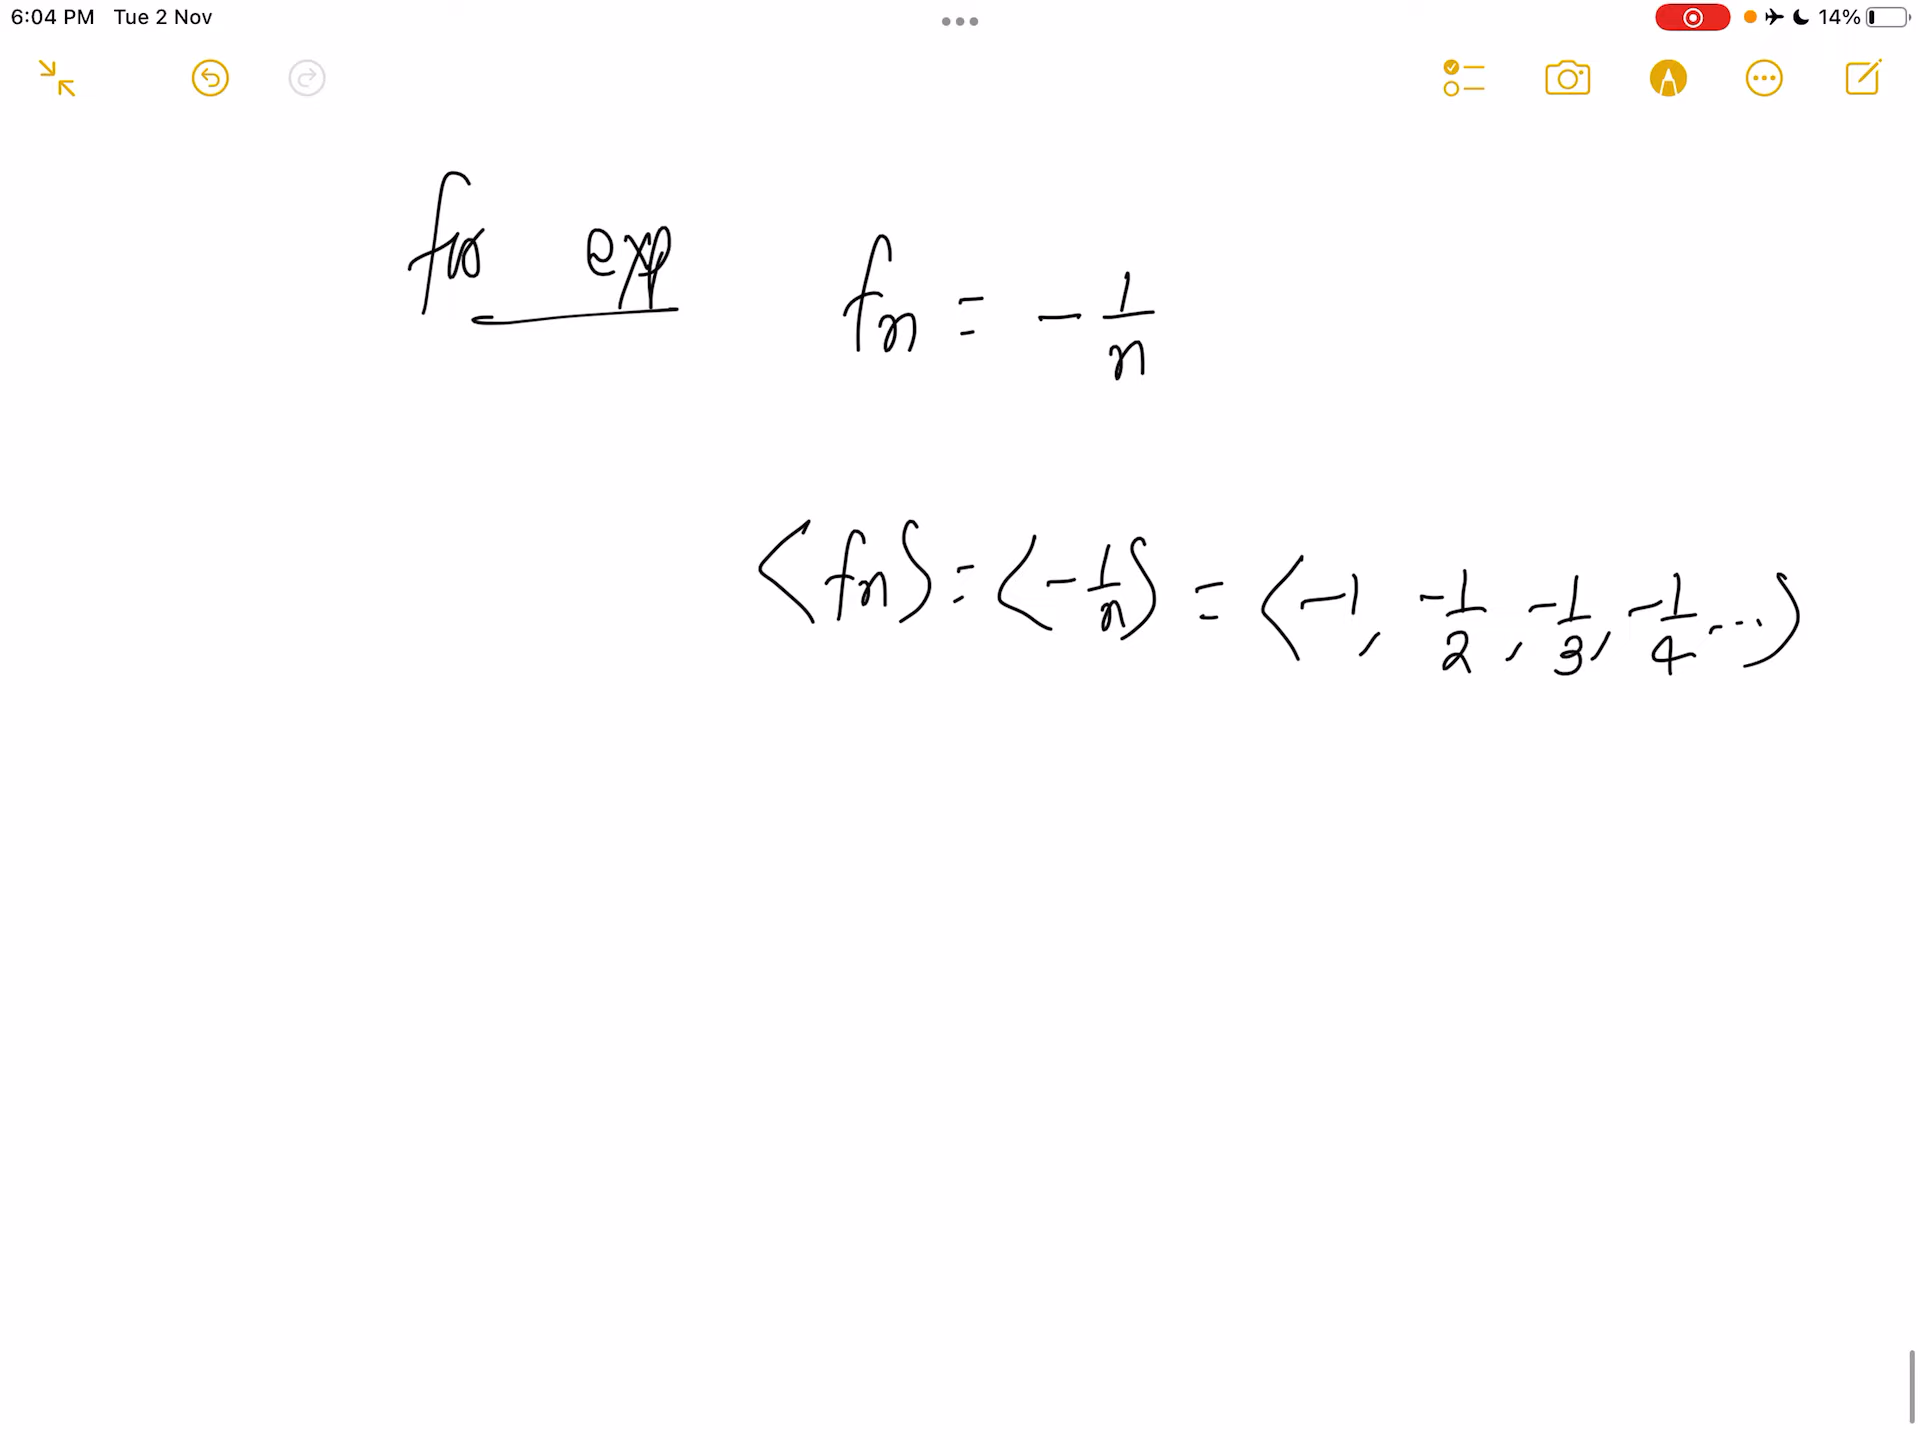 6:04 PM Tue 2 Nov 14%
for exp fn = - 1/n
<fn> = <-1/n> = <-1, -1/2, -1/3, -1/4 ...>